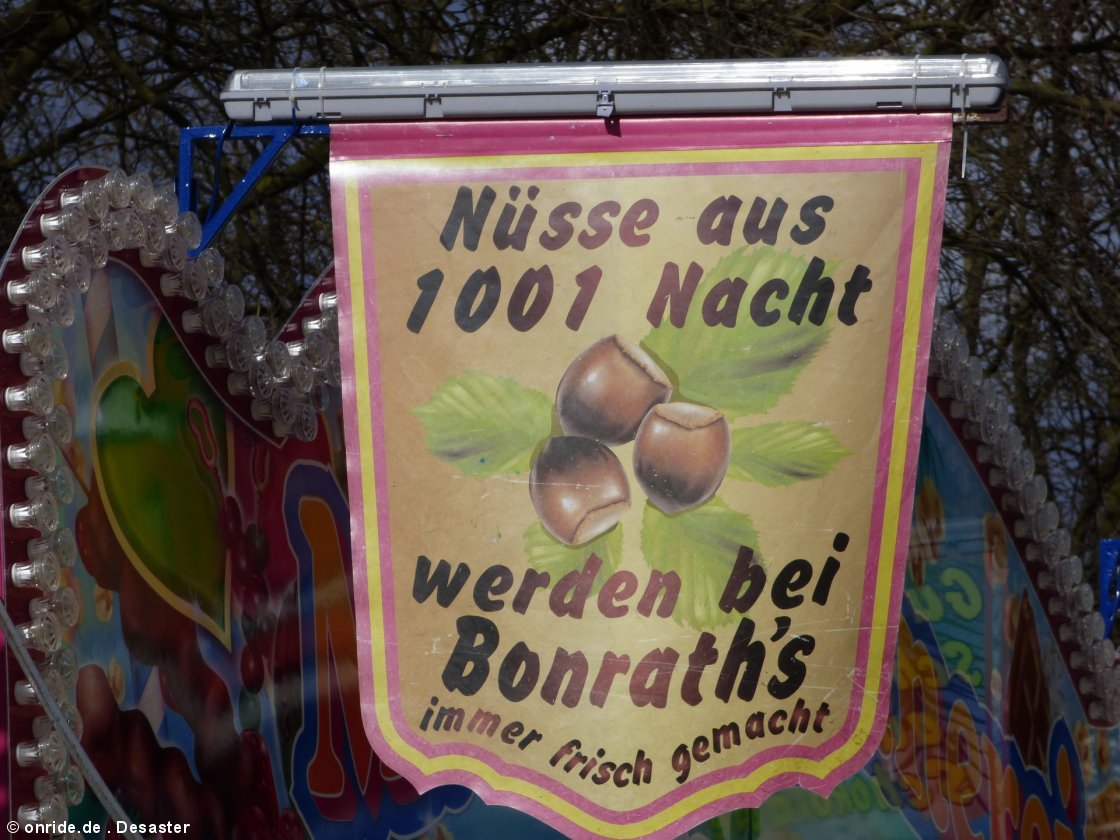 Nüsse aus
1001 Nacht
werden bei
Bonrath's
immer frisch gemacht
© onride.de . Desaster